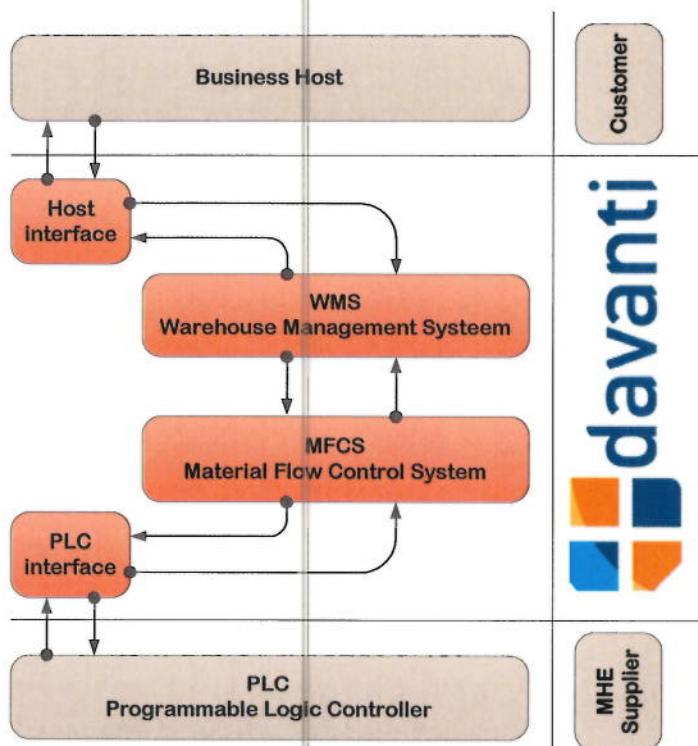 Business Host
Customer
Host
interface
davanti
WMS
Warehouse Management Systeem
MFCS
Material Flow Control System
PLC
interface
PLC
Programmable Logic Controller
MHE
Supplier